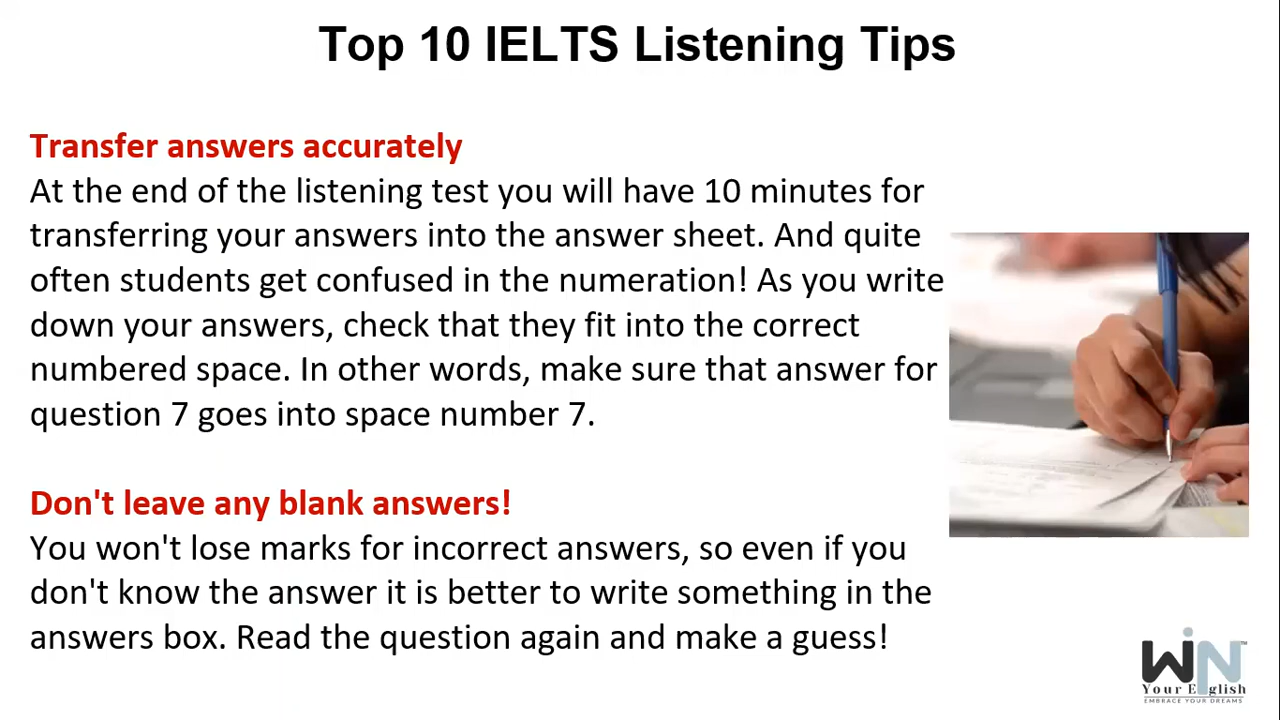 Top 10 IELTS Listening Tips
Transfer answers accurately
At the end of the listening test you will have 10 minutes for
transferring your answers into the answer sheet. And quite
often students get confused in the numeration! As you write
down your answers, check that they fit into the correct
numbered space. In other words, make sure that answer for
question 7 goes into space number 7.
Don't leave any blank answers!
You won't lose marks for incorrect answers, so even if you
don't know the answer it is better to write something in the
answers box. Read the question again and make a guess!
WiN™
Your English
EMBRACE YOUR DREAMS